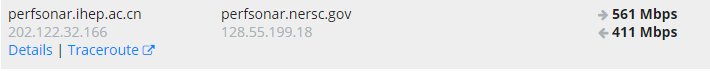 perfsonar.ihep.ac.cn perfsonar.nersc.gov → 561 Mbps
202.122.32.166 128.55.199.18 ← 411 Mbps
Details | Traceroute